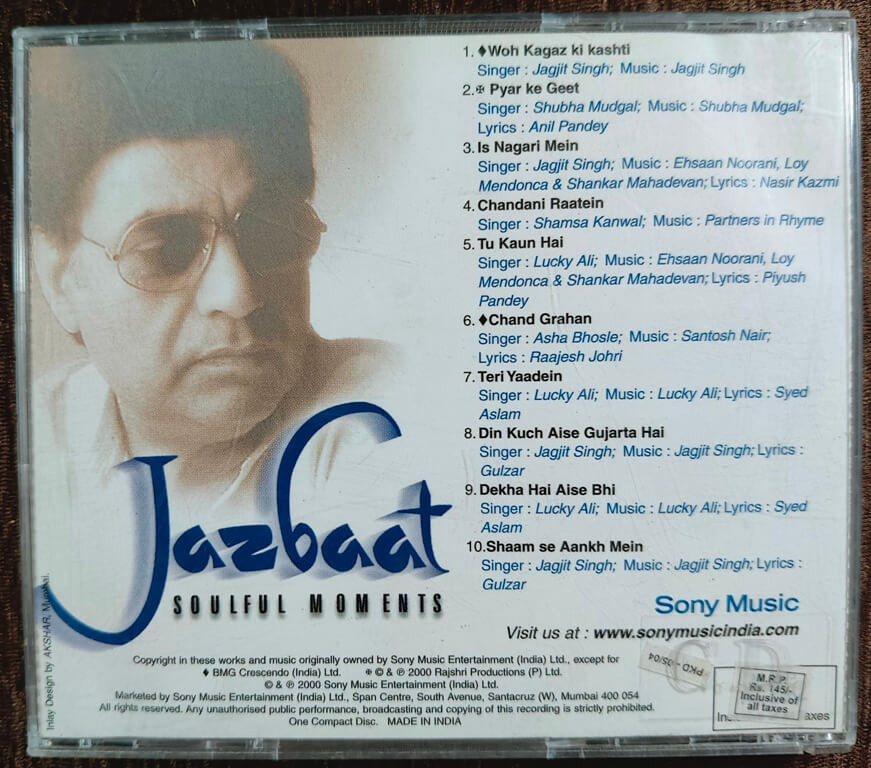 1. ♦Woh Kagaz ki kashti
Singer : Jagjit Singh; Music : Jagjit Singh
2.✠ Pyar ke Geet
Singer : Shubha Mudgal; Music : Shubha Mudgal;
Lyrics : Anil Pandey
3. Is Nagari Mein
Singer : Jagjit Singh; Music : Ehsaan Noorani, Loy
Mendonca & Shankar Mahadevan; Lyrics : Nasir Kazmi
4. Chandani Raatein
Singer : Shamsa Kanwal; Music : Partners in Rhyme
5. Tu Kaun Hai
Singer : Lucky Ali; Music : Ehsaan Noorani, Loy
Mendonca & Shankar Mahadevan; Lyrics : Piyush
Pandey
6. ♦Chand Grahan
Singer : Asha Bhosle; Music : Santosh Nair;
Lyrics : Raajesh Johri
7. Teri Yaadein
Singer : Lucky Ali; Music : Lucky Ali; Lyrics : Syed
Aslam
8. Din Kuch Aise Gujarta Hai
Singer : Jagjit Singh; Music : Jagjit Singh; Lyrics :
Gulzar
9. Dekha Hai Aise Bhi
Singer : Lucky Ali; Music : Lucky Ali; Lyrics : Syed
Aslam
10.Shaam se Aankh Mein
Singer : Jagjit Singh; Music : Jagjit Singh; Lyrics :
Gulzar
Jazbaat
SOULFUL MOMENTS
Sony Music
Visit us at : www.sonymusicindia.com
Inlay Design by AKSHAR, Mumbai.
Copyright in these works and music originally owned by Sony Music Entertainment (India) Ltd., except for
♦ BMG Crescendo (India) Ltd. ✠ © & ℗ 2000 Rajshri Productions (P) Ltd.
© & ℗ 2000 Sony Music Entertainment (India) Ltd.
Marketed by Sony Music Entertainment (India) Ltd., Span Centre, South Avenue, Santacruz (W), Mumbai 400 054
All rights reserved. Any unauthorised public performance, broadcasting and copying of this recording is strictly prohibited.
One Compact Disc. MADE IN INDIA
PKD - 05/04
CD
M.R.P.
Rs. 145/-
Inclusive of
all taxes